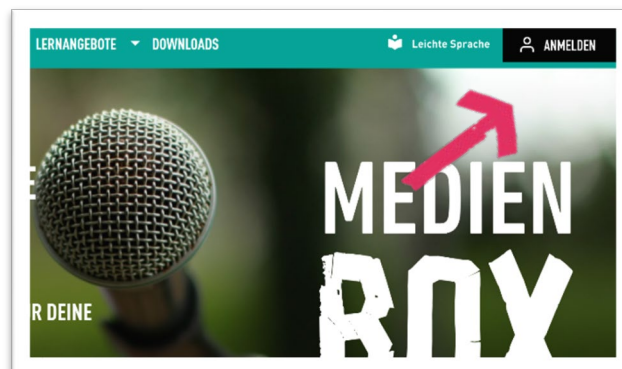 LERNANGEBOTE DOWNLOADS Leichte Sprache ANMELDEN
MEDIEN
BOX
R DEINE